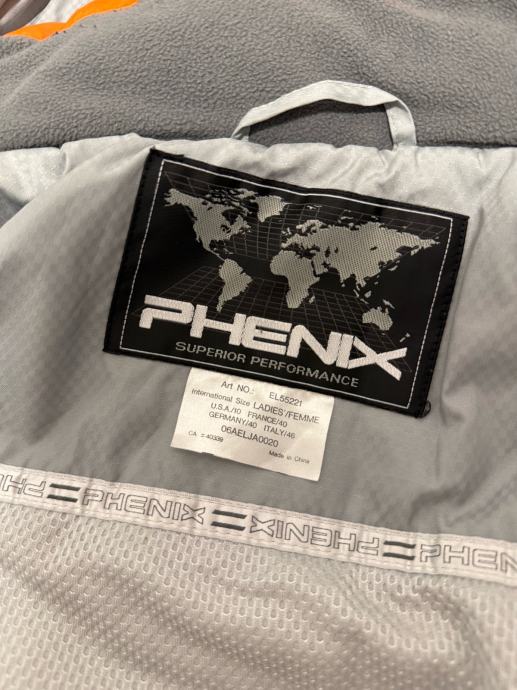 PHENIX
SUPERIOR PERFORMANCE
Art NO.: EL55221
International Size LADIES'/FEMME
U.S.A./10 FRANCE/40
GERMANY/40 ITALY/46
06AELJA0020
CA = 40339
Made in China
PHENIX PHENIX PHENIX PHENIX